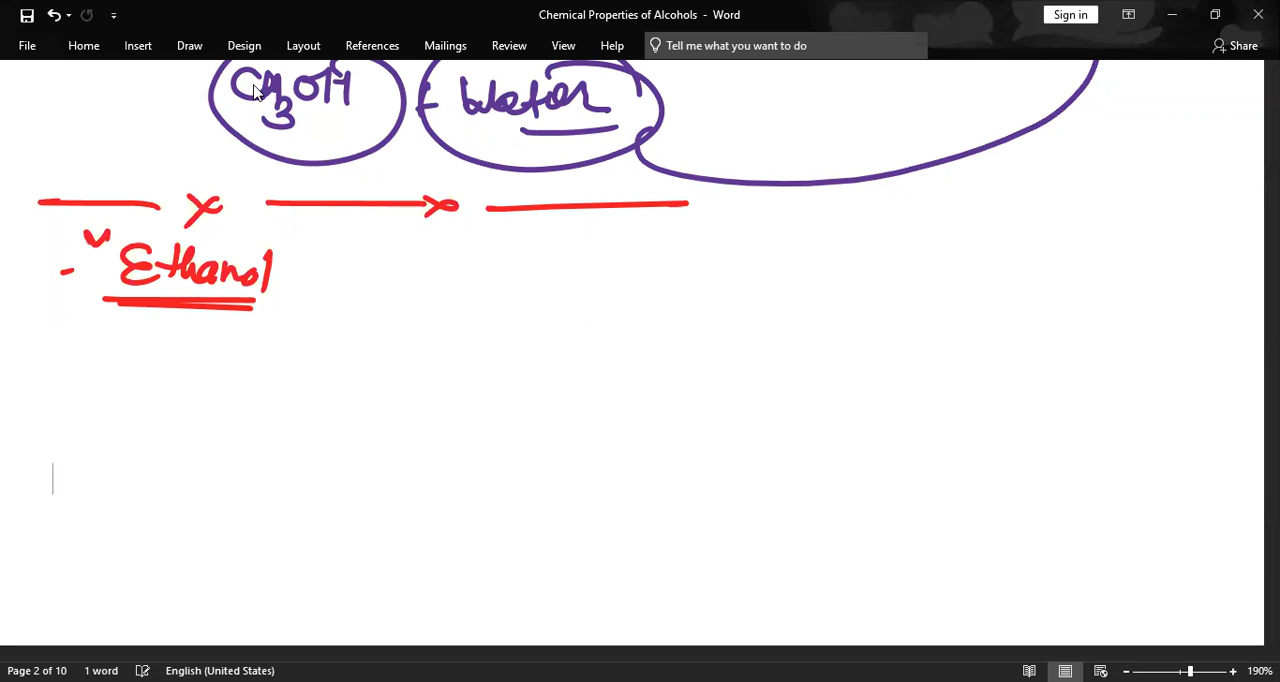 Chemical Properties of Alcohols - Word
Sign in
File Home Insert Draw Design Layout References Mailings Review View Help Tell me what you want to do Share
CH3OH + Water
Ethanol
Page 2 of 10 1 word English (United States) 190%